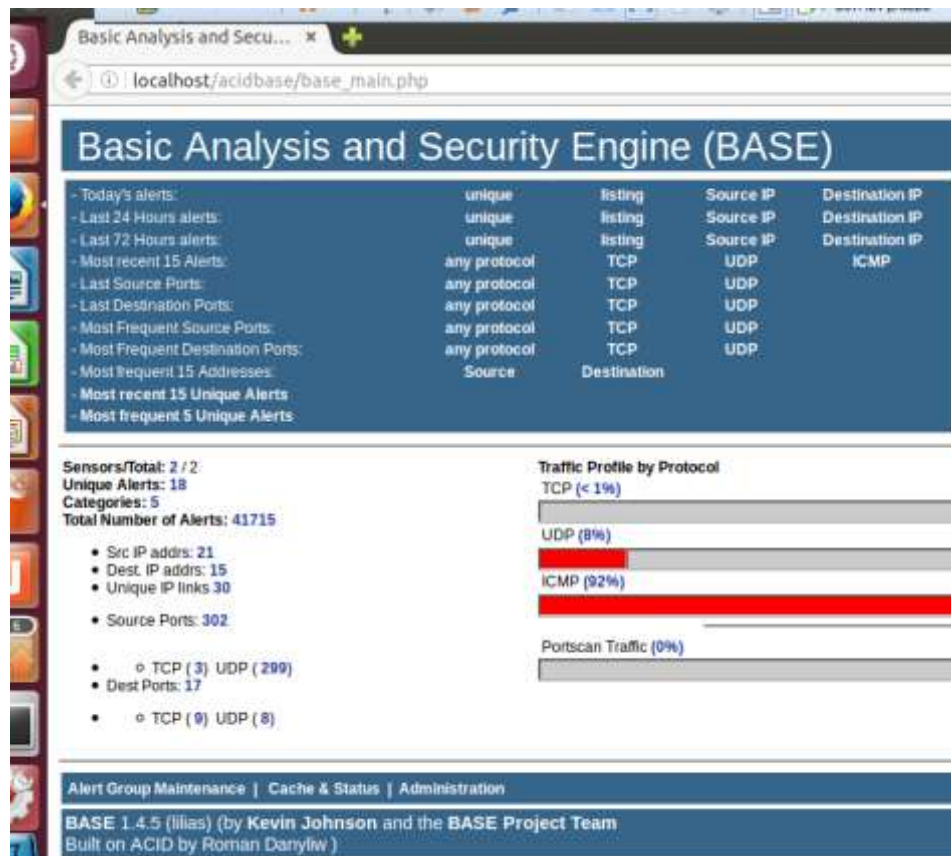 Basic Analysis and Secu... ×
localhost/acidbase/base_main.php
Basic Analysis and Security Engine (BASE)
- Today's alerts: unique listing Source IP Destination IP
- Last 24 Hours alerts: unique listing Source IP Destination IP
- Last 72 Hours alerts: unique listing Source IP Destination IP
- Most recent 15 Alerts: any protocol TCP UDP ICMP
- Last Source Ports: any protocol TCP UDP
- Last Destination Ports: any protocol TCP UDP
- Most Frequent Source Ports: any protocol TCP UDP
- Most Frequent Destination Ports: any protocol TCP UDP
- Most frequent 15 Addresses: Source Destination
- Most recent 15 Unique Alerts
- Most frequent 5 Unique Alerts
Sensors/Total: 2 / 2
Unique Alerts: 18
Categories: 5
Total Number of Alerts: 41715
• Src IP addrs: 21
• Dest. IP addrs: 15
• Unique IP links 30
• Source Ports: 302
• ○ TCP ( 3) UDP ( 299)
• Dest Ports: 17
• ○ TCP ( 9) UDP ( 8)
Traffic Profile by Protocol
TCP (< 1%)
UDP (8%)
ICMP (92%)
Portscan Traffic (0%)
Alert Group Maintenance | Cache & Status | Administration
BASE 1.4.5 (lilias) (by Kevin Johnson and the BASE Project Team
Built on ACID by Roman Danyliw )